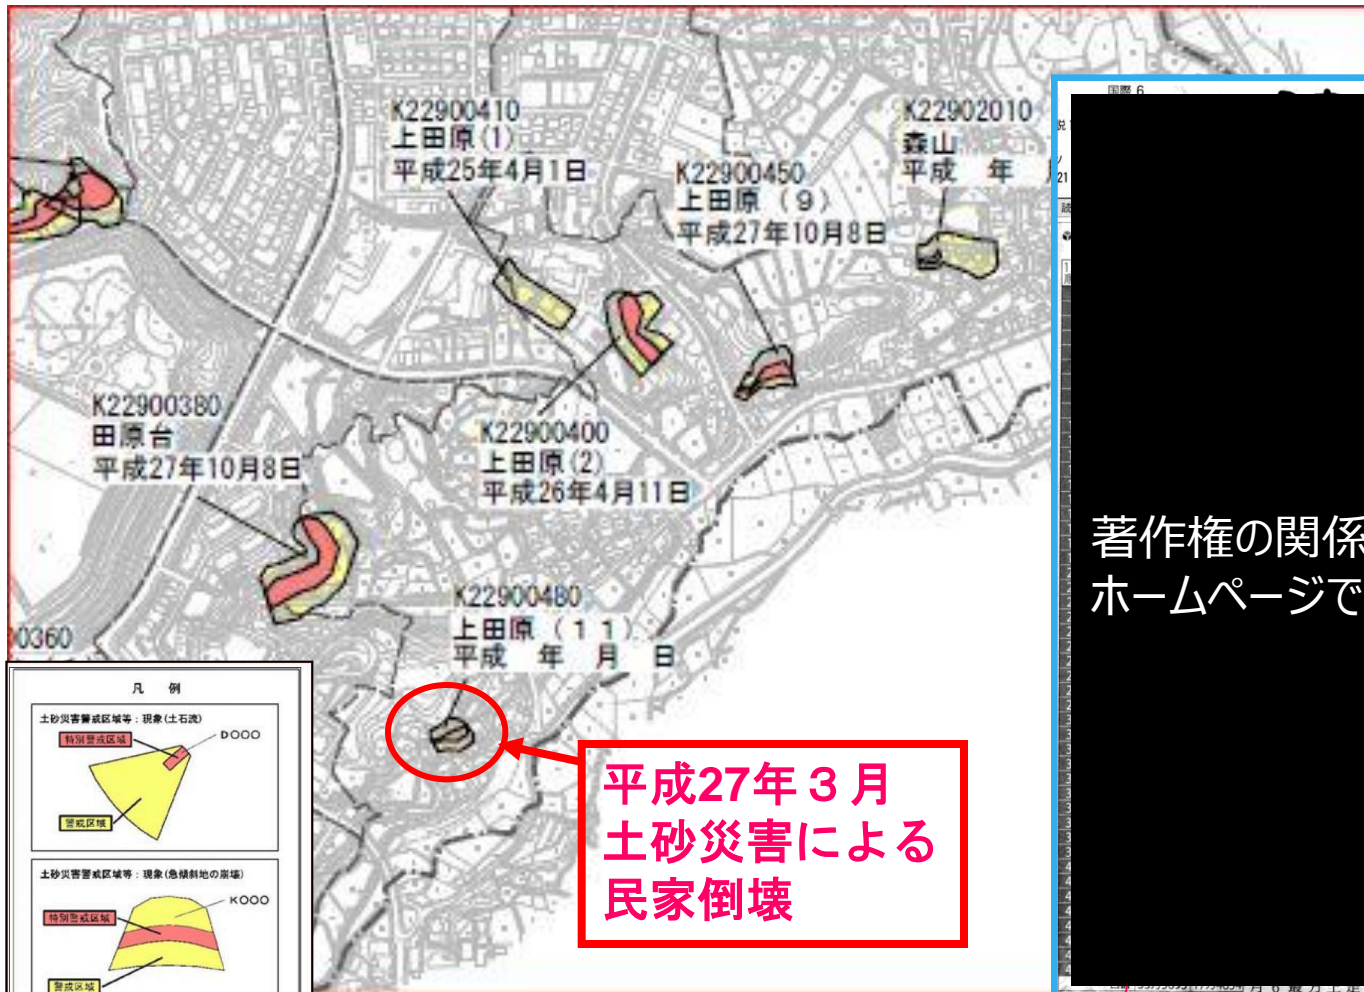 K22900410
上田原(1)
平成25年4月1日
K22902010
森山
平成 年
K22900450
上田原（９）
平成27年10月8日
K22900380
田原台
平成27年10月8日
K22900400
上田原(2)
平成26年4月11日
K22900480
上田原（１１）
平成 年 月 日
00360
凡 例
土砂災害警戒区域等：現象(土石流)
特別警戒区域
D○○○
警戒区域
土砂災害警戒区域等：現象(急傾斜地の崩壊)
K○○○
特別警戒区域
警戒区域
平成27年３月
土砂災害による
民家倒壊
国際 6
21
著作権の関係
ホームページで